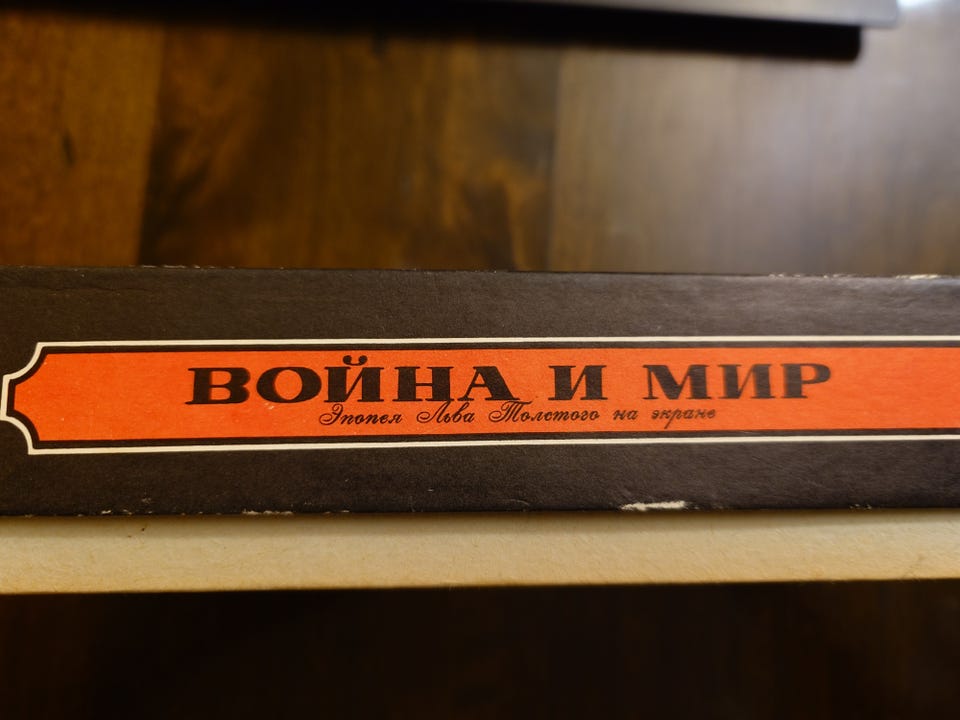 ВОЙНА И МИР
Эпопея Льва Толстого на экране